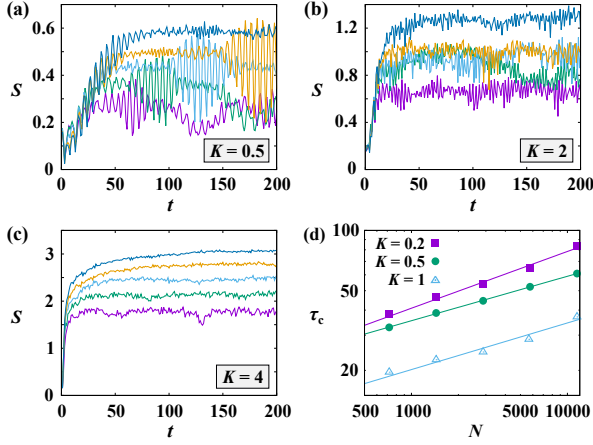 (a)
0.6
0.4
0.2
0
S
K = 0.5
0 50 100 150 200
t
(b)
1.2
0.8
0.4
0
S
K = 2
0 50 100 150 200
t
(c)
3
2
1
0
S
K = 4
0 50 100 150 200
t
(d)
100
50
20
τc
K = 0.2
K = 0.5
K = 1
500 1000 5000 10000
N